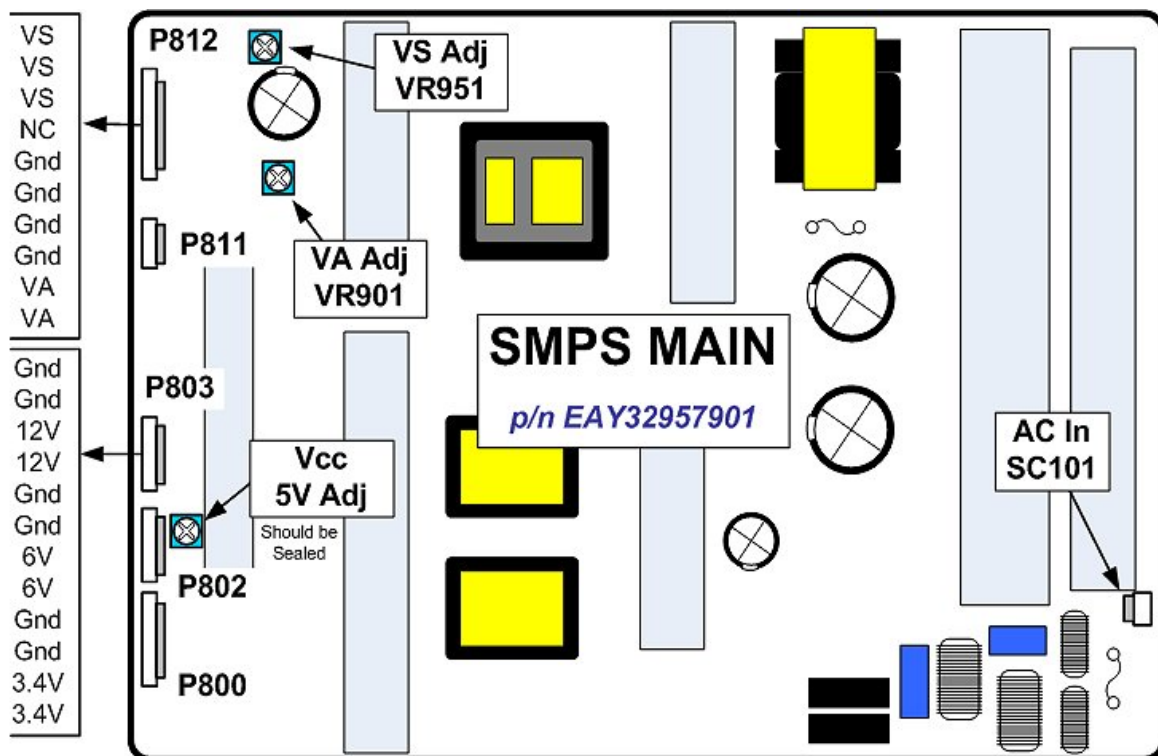 VS
VS
VS
NC
Gnd
Gnd
Gnd
Gnd
VA
VA
Gnd
Gnd
12V
12V
Gnd
Gnd
6V
6V
Gnd
Gnd
3.4V
3.4V
P812
VS Adj
VR951
P811
VA Adj
VR901
P803
Vcc
5V Adj
Should be
Sealed
P802
P800
SMPS MAIN
p/n EAY32957901
AC In
SC101